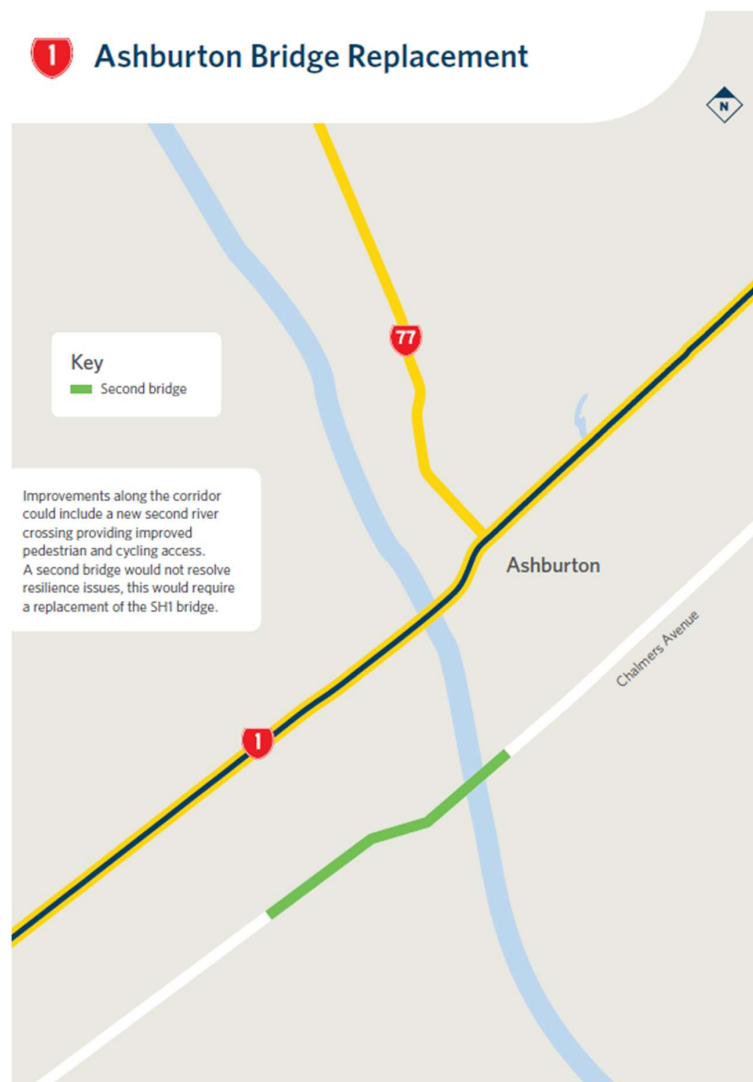 1 Ashburton Bridge Replacement
N
77
Key
Second bridge
Improvements along the corridor
could include a new second river
crossing providing improved
pedestrian and cycling access.
A second bridge would not resolve
resilience issues, this would require
a replacement of the SH1 bridge.
Ashburton
Chalmers Avenue
1